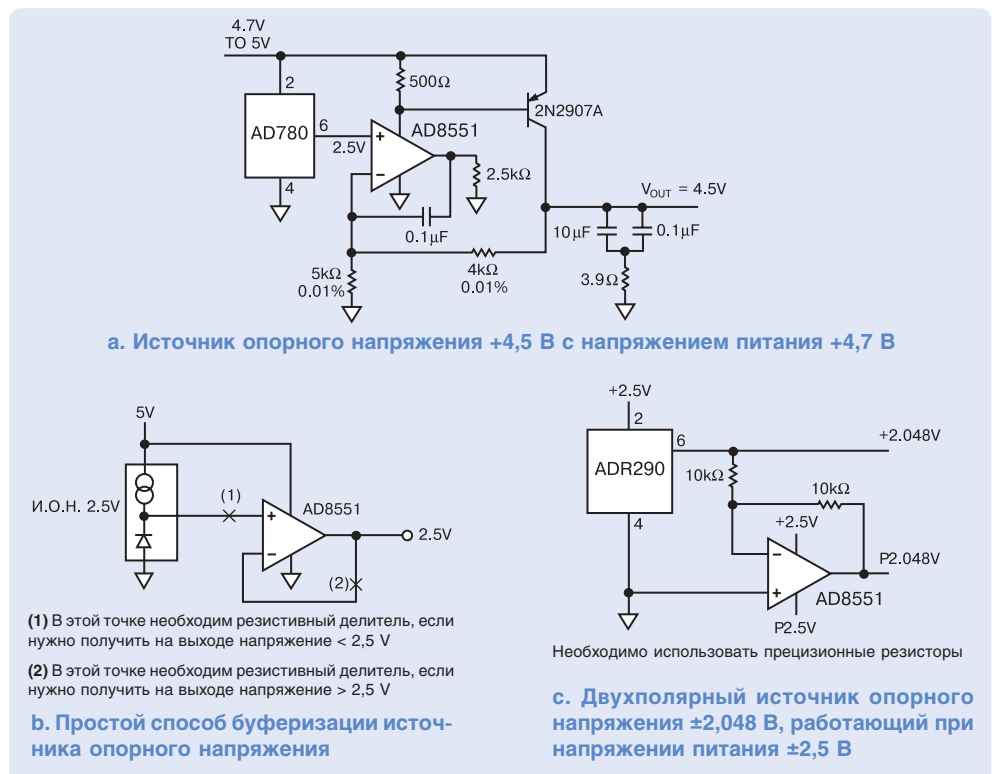 4.7V
TO 5V
2
500Ω
2N2907A
AD780
6
2.5V
AD8551
+
−
4
2.5kΩ
VOUT = 4.5V
0.1µF
10µF
0.1µF
5kΩ
0.01%
4kΩ
0.01%
3.9Ω
a. Источник опорного напряжения +4,5 В с напряжением питания +4,7 В
5V
И.О.Н. 2.5V
(1)
AD8551
+
−
2.5V
(2)
(1) В этой точке необходим резистивный делитель, если
нужно получить на выходе напряжение < 2,5 V
(2) В этой точке необходим резистивный делитель, если
нужно получить на выходе напряжение > 2,5 V
b. Простой способ буферизации источ-
ника опорного напряжения
+2.5V
2
6
+2.048V
ADR290
10kΩ
10kΩ
4
+2.5V
−
+
P2.048V
AD8551
P2.5V
Необходимо использовать прецизионные резисторы
c. Двухполярный источник опорного
напряжения ±2,048 В, работающий при
напряжении питания ±2,5 В